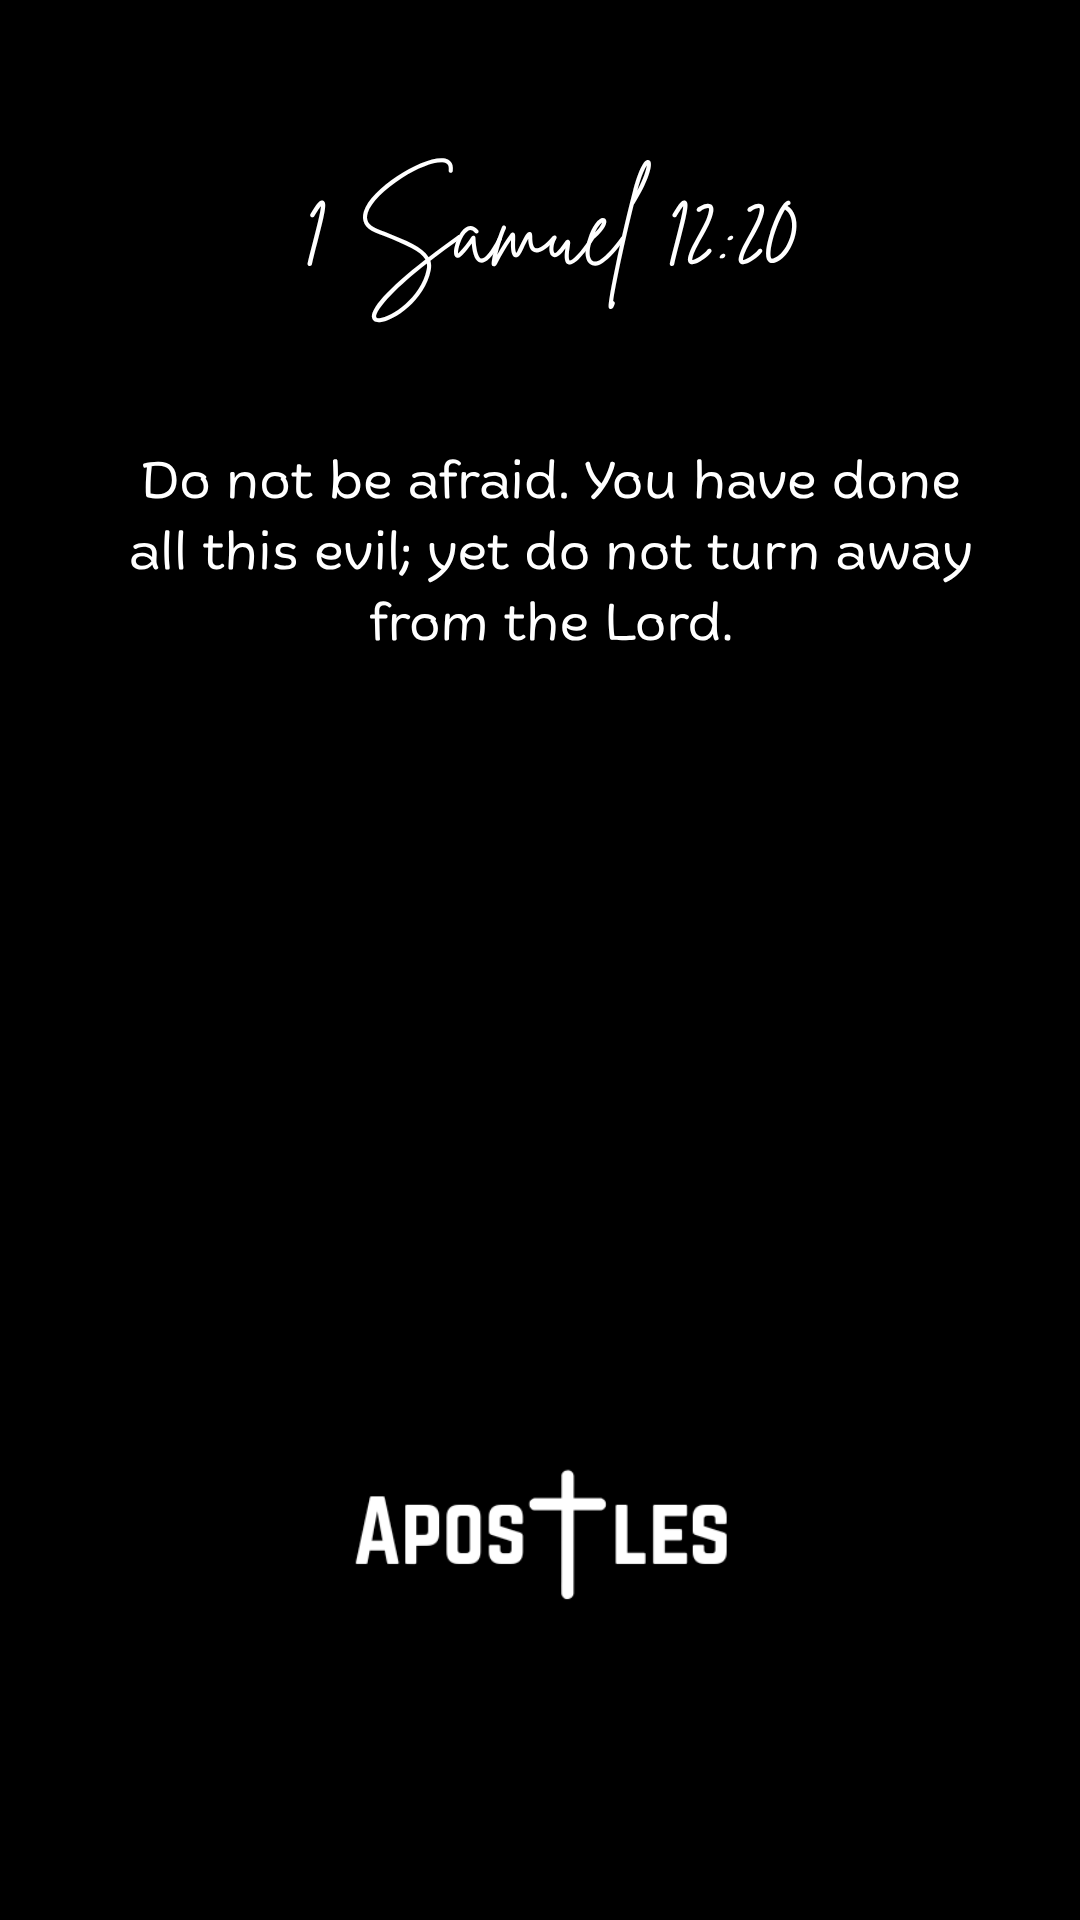 1 Samuel 12:20
Do not be afraid. You have done
all this evil; yet do not turn away
from the Lord.
Apostles